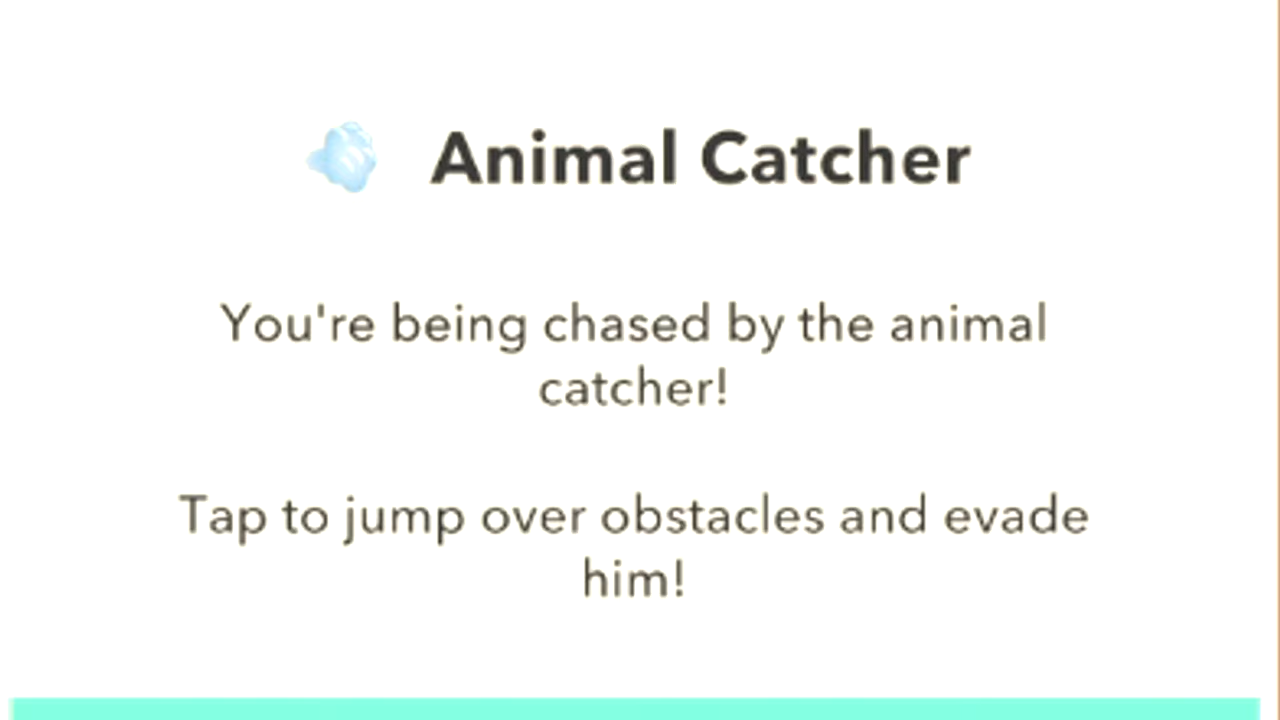 Animal Catcher
You're being chased by the animal
catcher!
Tap to jump over obstacles and evade
him!